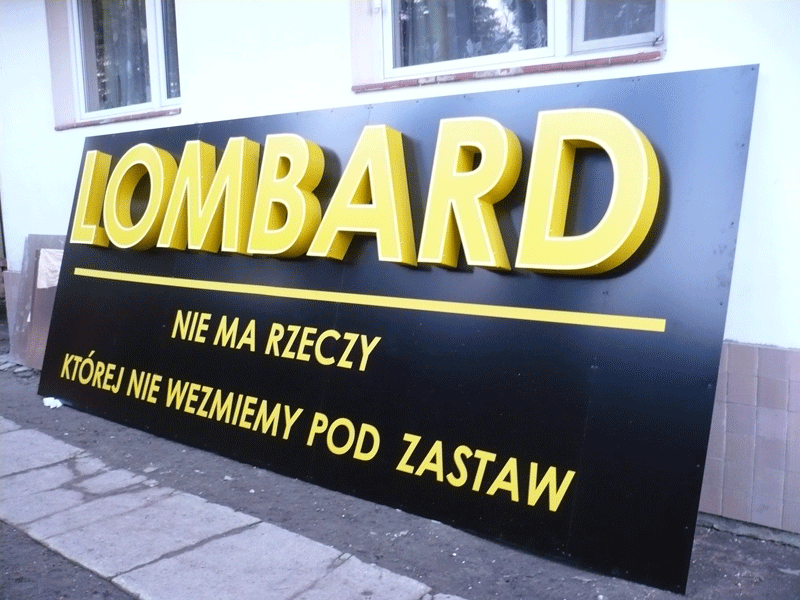 LOMBARD
NIE MA RZECZY
KTÓREJ NIE WEZMIEMY POD ZASTAW